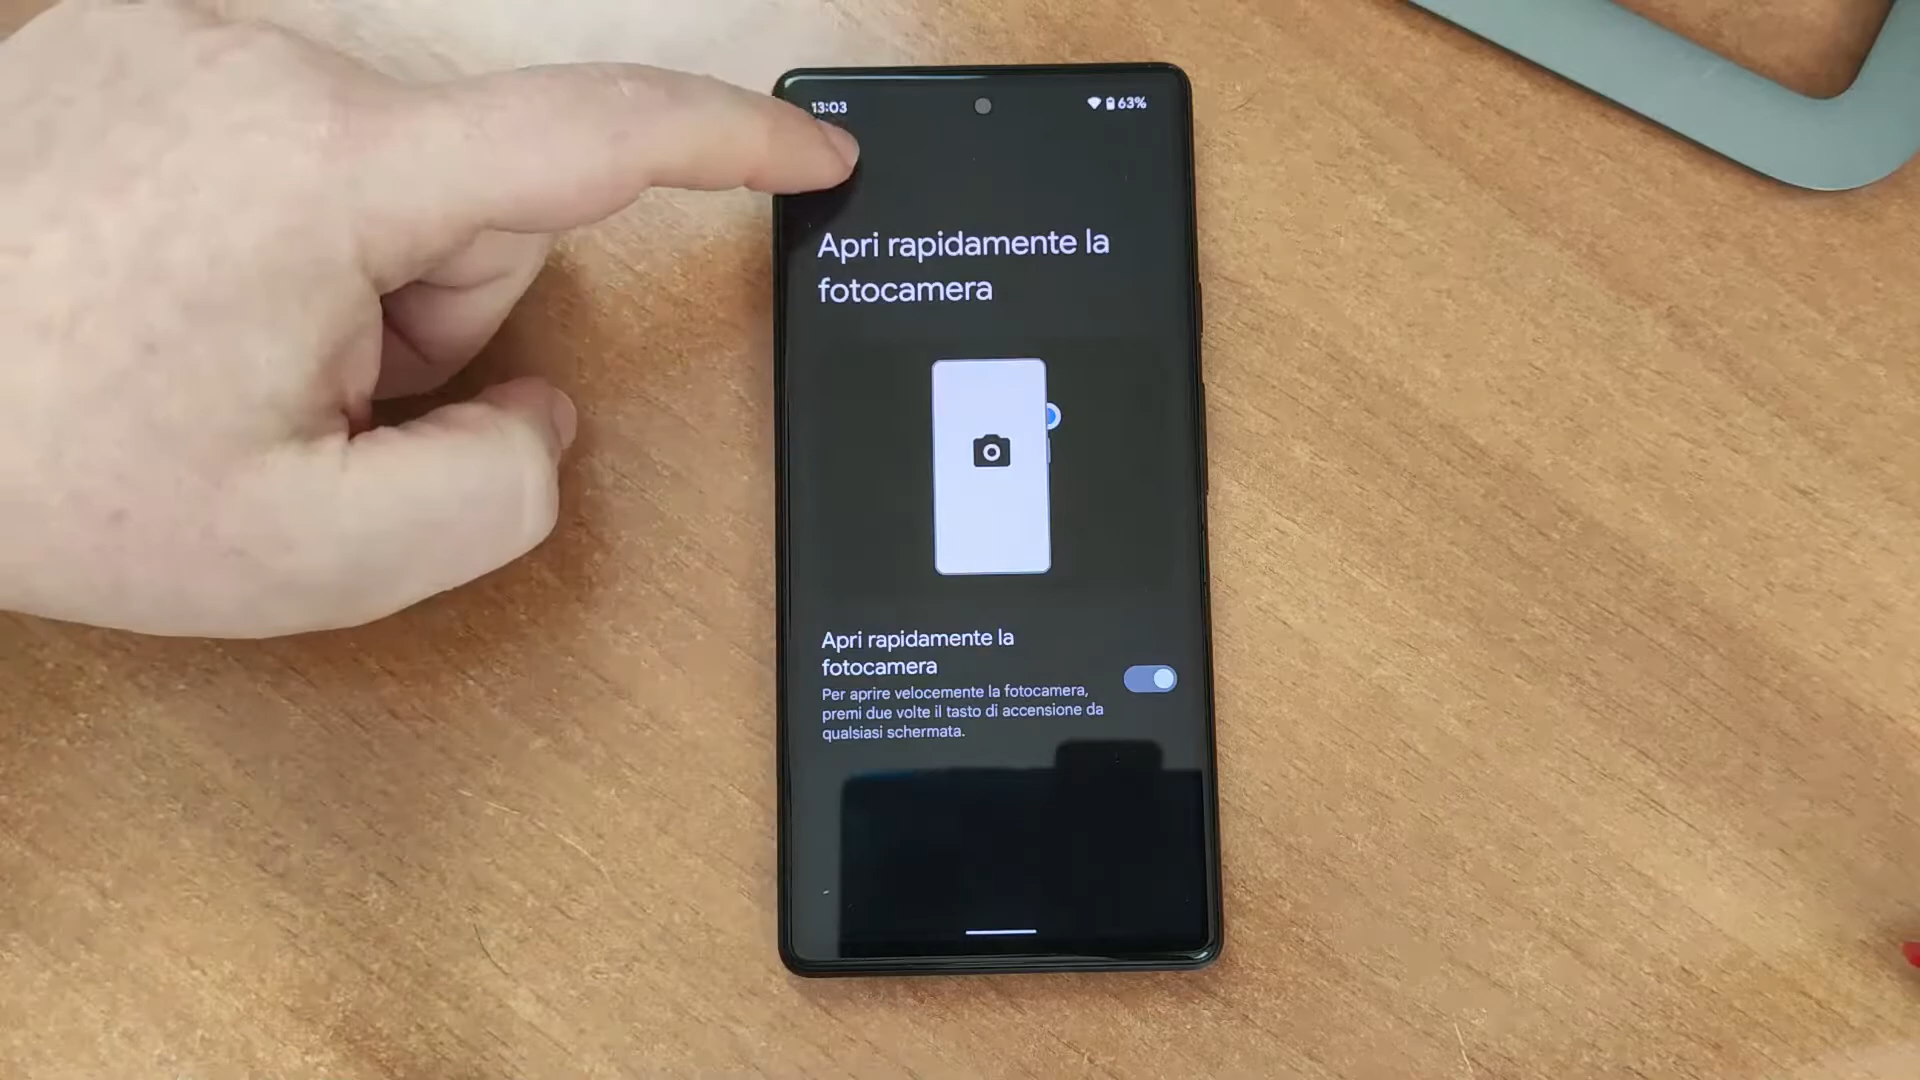 13:03
63%
Apri rapidamente la
fotocamera
Apri rapidamente la
fotocamera
Per aprire velocemente la fotocamera,
premi due volte il tasto di accensione da
qualsiasi schermata.